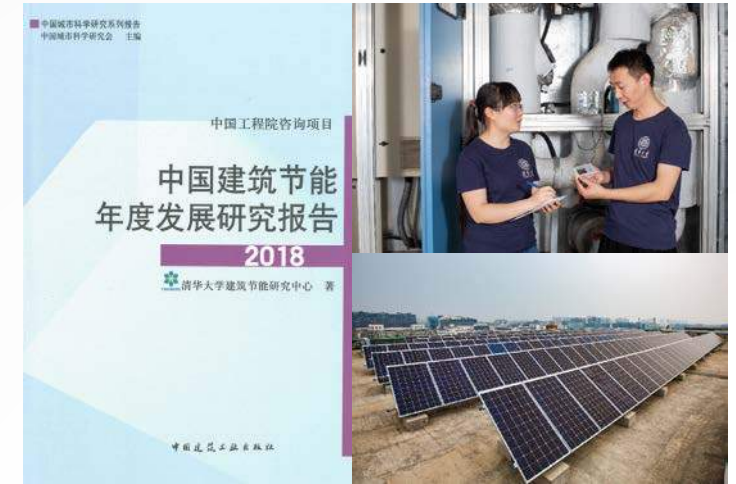 中国城市科学研究系列报告
中国城市科学研究会 主编
中国工程院咨询项目
中国建筑节能
年度发展研究报告
2018
清华大学建筑节能研究中心 著
中国建筑工业出版社